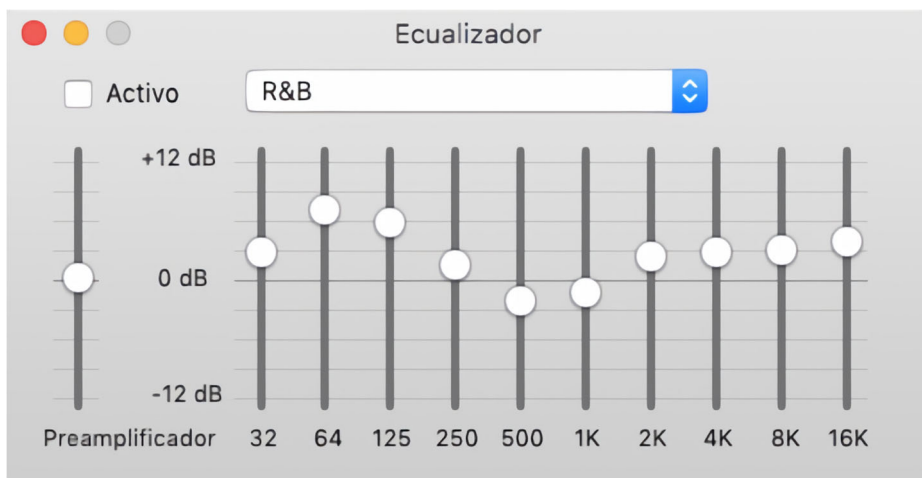 Ecualizador
Activo
R&B
+12 dB
0 dB
-12 dB
Preamplificador 32 64 125 250 500 1K 2K 4K 8K 16K